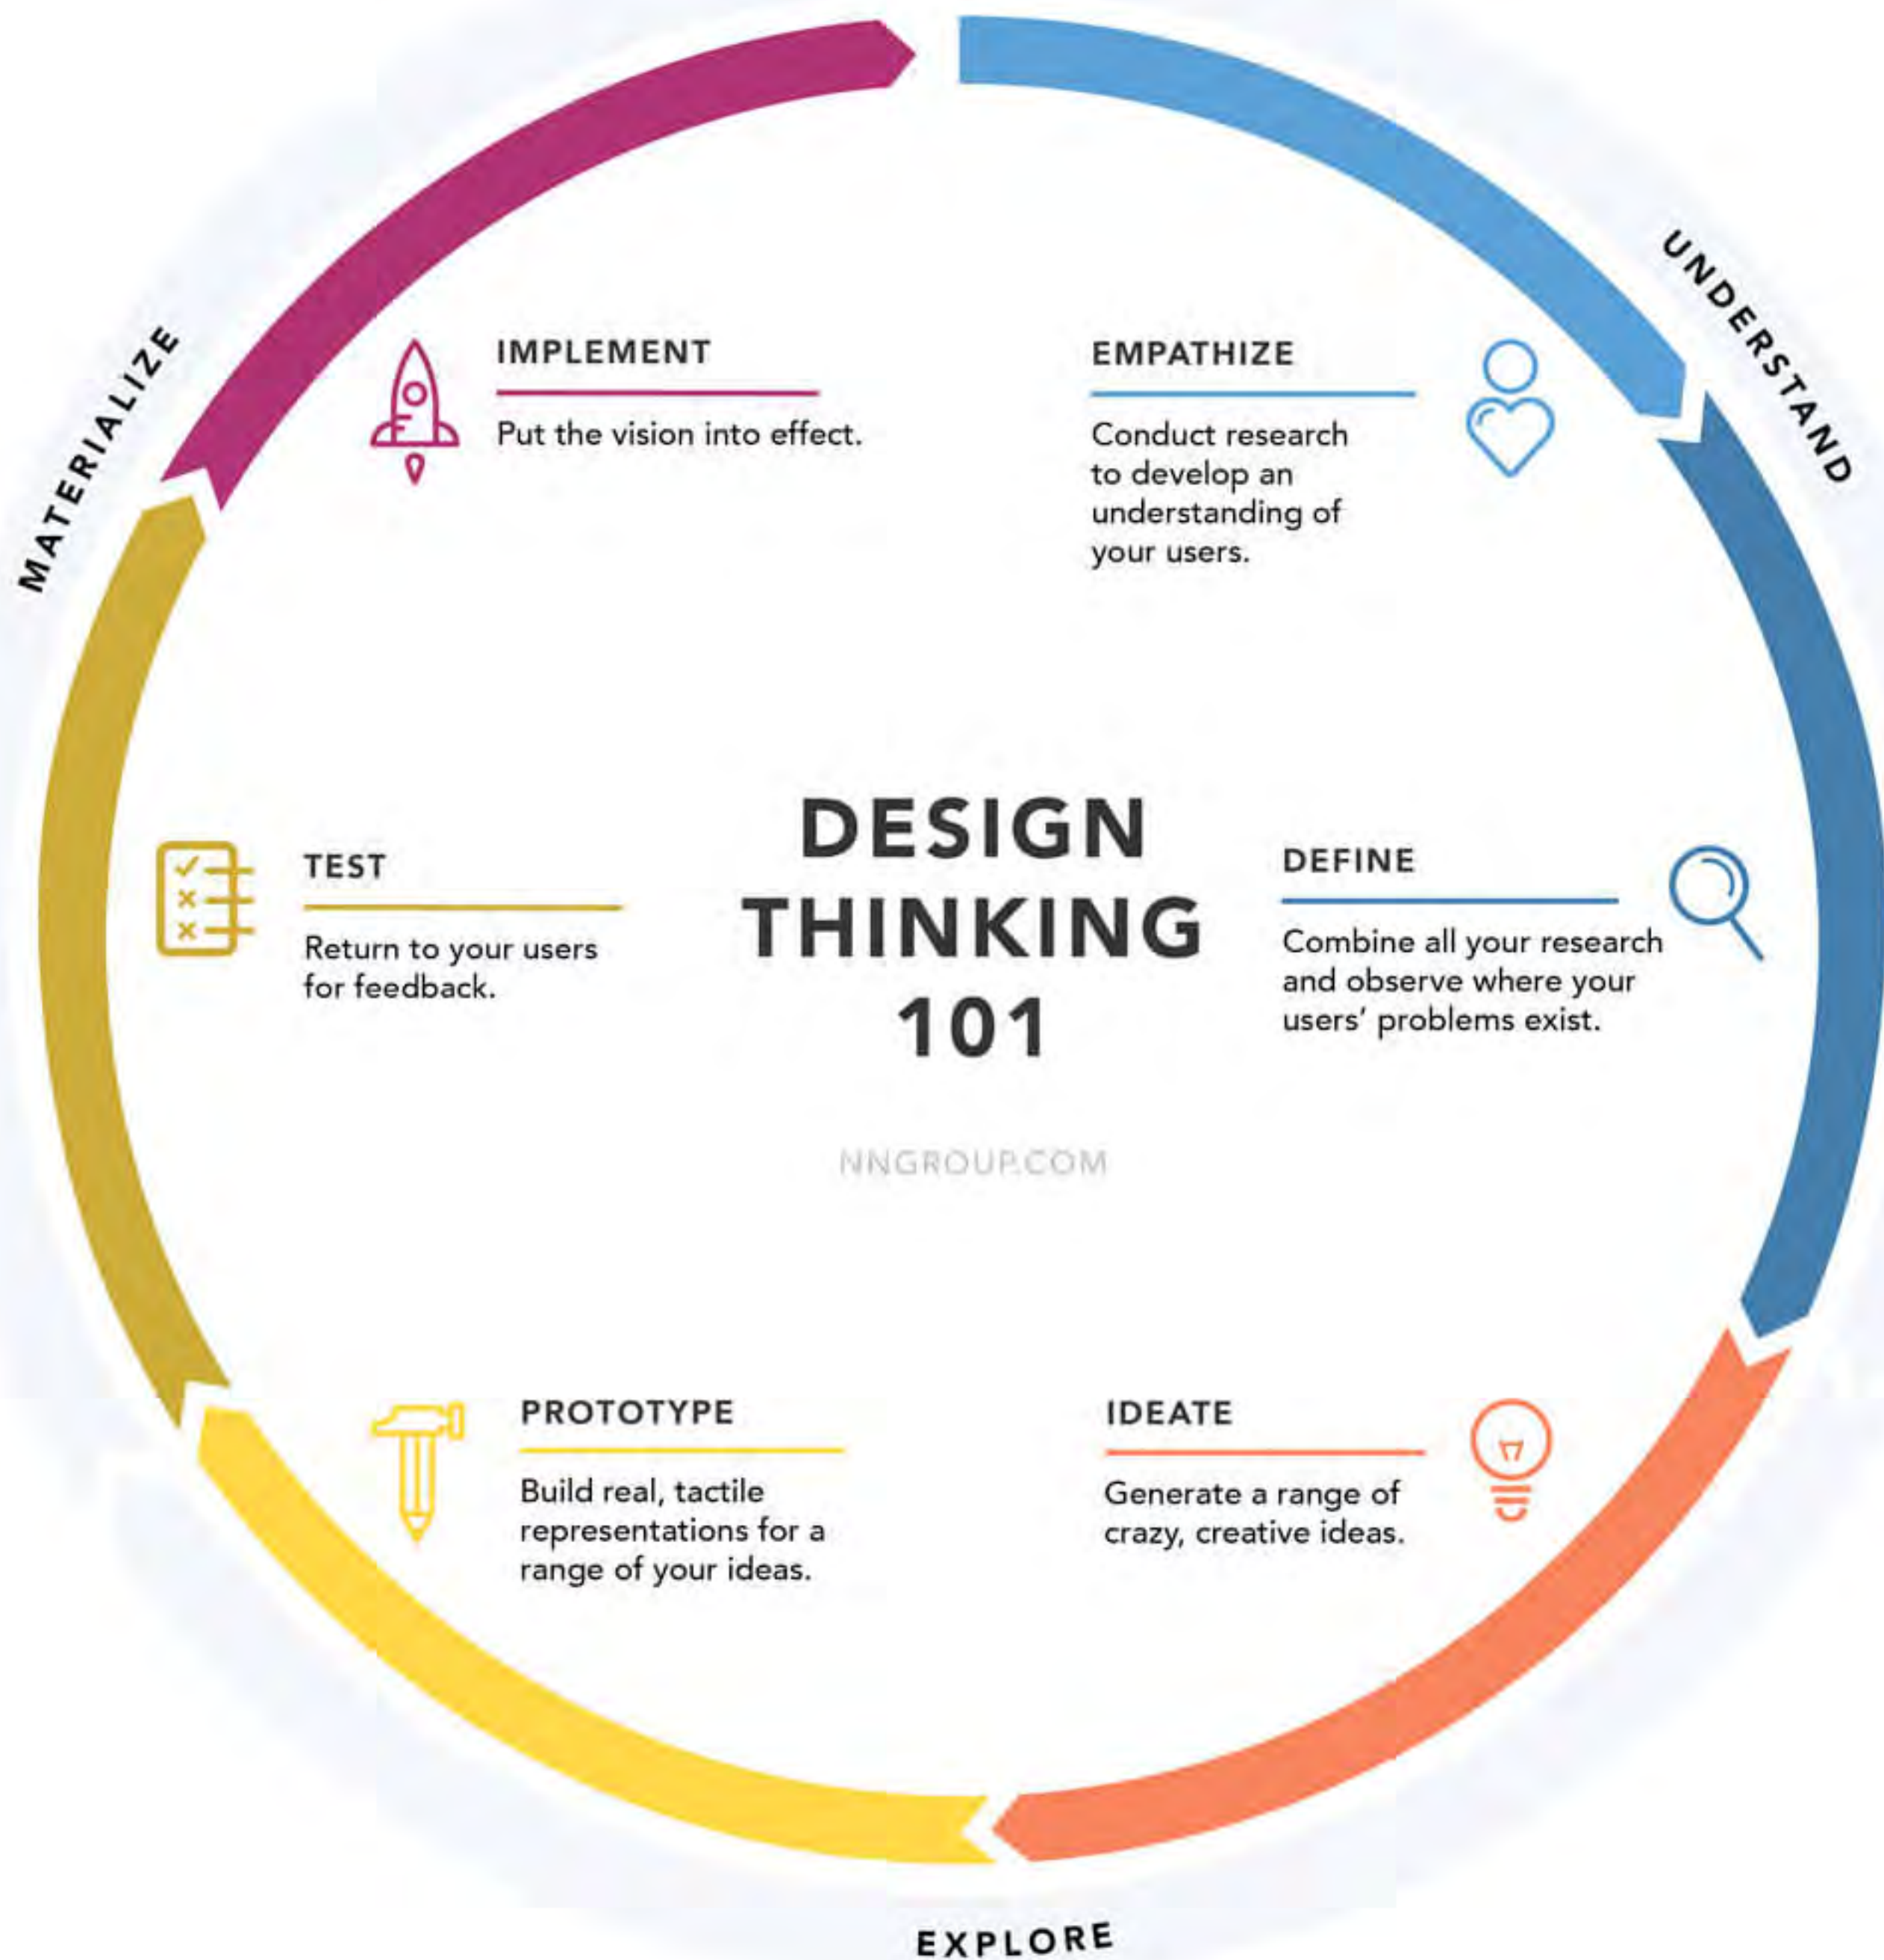 UNDERSTAND
EMPATHIZE
Conduct research
to develop an
understanding of
your users.
DEFINE
Combine all your research
and observe where your
users’ problems exist.
EXPLORE
IDEATE
Generate a range of
crazy, creative ideas.
PROTOTYPE
Build real, tactile
representations for a
range of your ideas.
MATERIALIZE
TEST
Return to your users
for feedback.
IMPLEMENT
Put the vision into effect.
DESIGN
THINKING
101
NNGROUP.COM